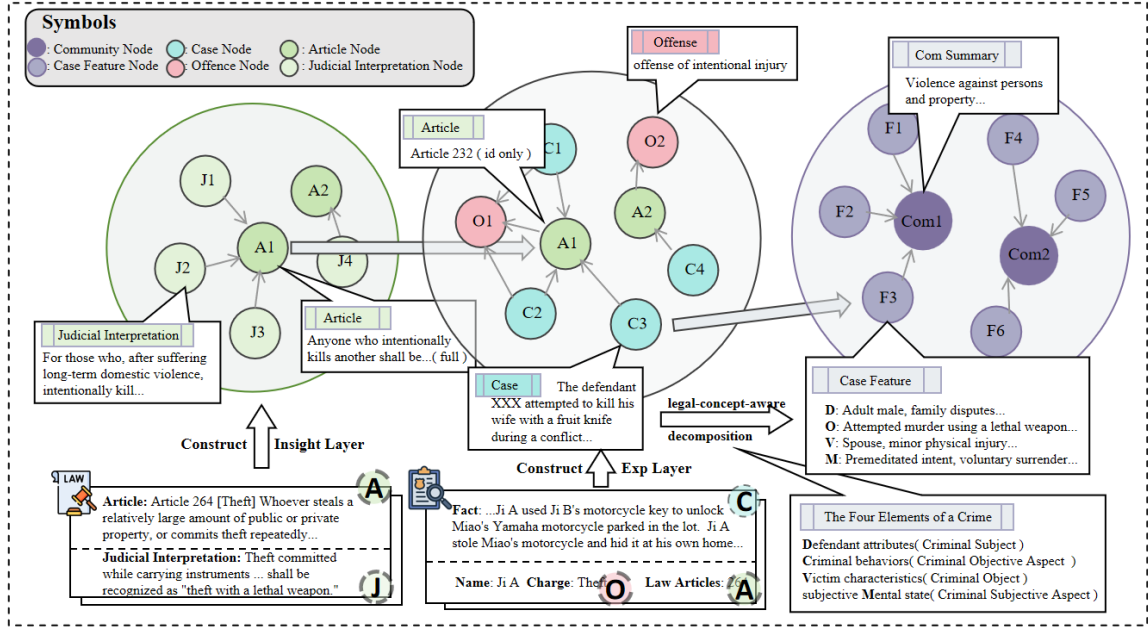 Symbols
: Community Node
: Case Node
: Article Node
: Case Feature Node
: Offence Node
: Judicial Interpretation Node
J1
A2
A1
J2
J4
J3
Judicial Interpretation
For those who, after suffering
long-term domestic violence,
intentionally kill...
Article
Anyone who intentionally
kills another shall be...( full )
Article
Article 232 ( id only )
Offense
offense of intentional injury
C1
O2
O1
A2
A1
C4
C2
C3
Case
The defendant
XXX attempted to kill his
wife with a fruit knife
during a conflict...
Com Summary
Violence against persons
and property...
F1
F4
F2
Com1
F5
Com2
F3
F6
Case Feature
D: Adult male, family disputes...
O: Attempted murder using a lethal weapon...
V: Spouse, minor physical injury...
M: Premeditated intent, voluntary surrender...
legal-concept-aware
decomposition
Construct
Insight Layer
Construct
Exp Layer
LAW
A
Article: Article 264 [Theft] Whoever steals a
relatively large amount of public or private
property, or commits theft repeatedly...
Judicial Interpretation: Theft committed
while carrying instruments ... shall be
recognized as "theft with a lethal weapon."
J
C
Fact: ...Ji A used Ji B's motorcycle key to unlock
Miao's Yamaha motorcycle parked in the lot. Ji A
stole Miao's motorcycle and hid it at his own home...
Name: Ji A Charge: Theft Law Articles: 264
O
A
The Four Elements of a Crime
Defendant attributes( Criminal Subject )
Criminal behaviors( Criminal Objective Aspect )
Victim characteristics( Criminal Object )
subjective Mental state( Criminal Subjective Aspect )